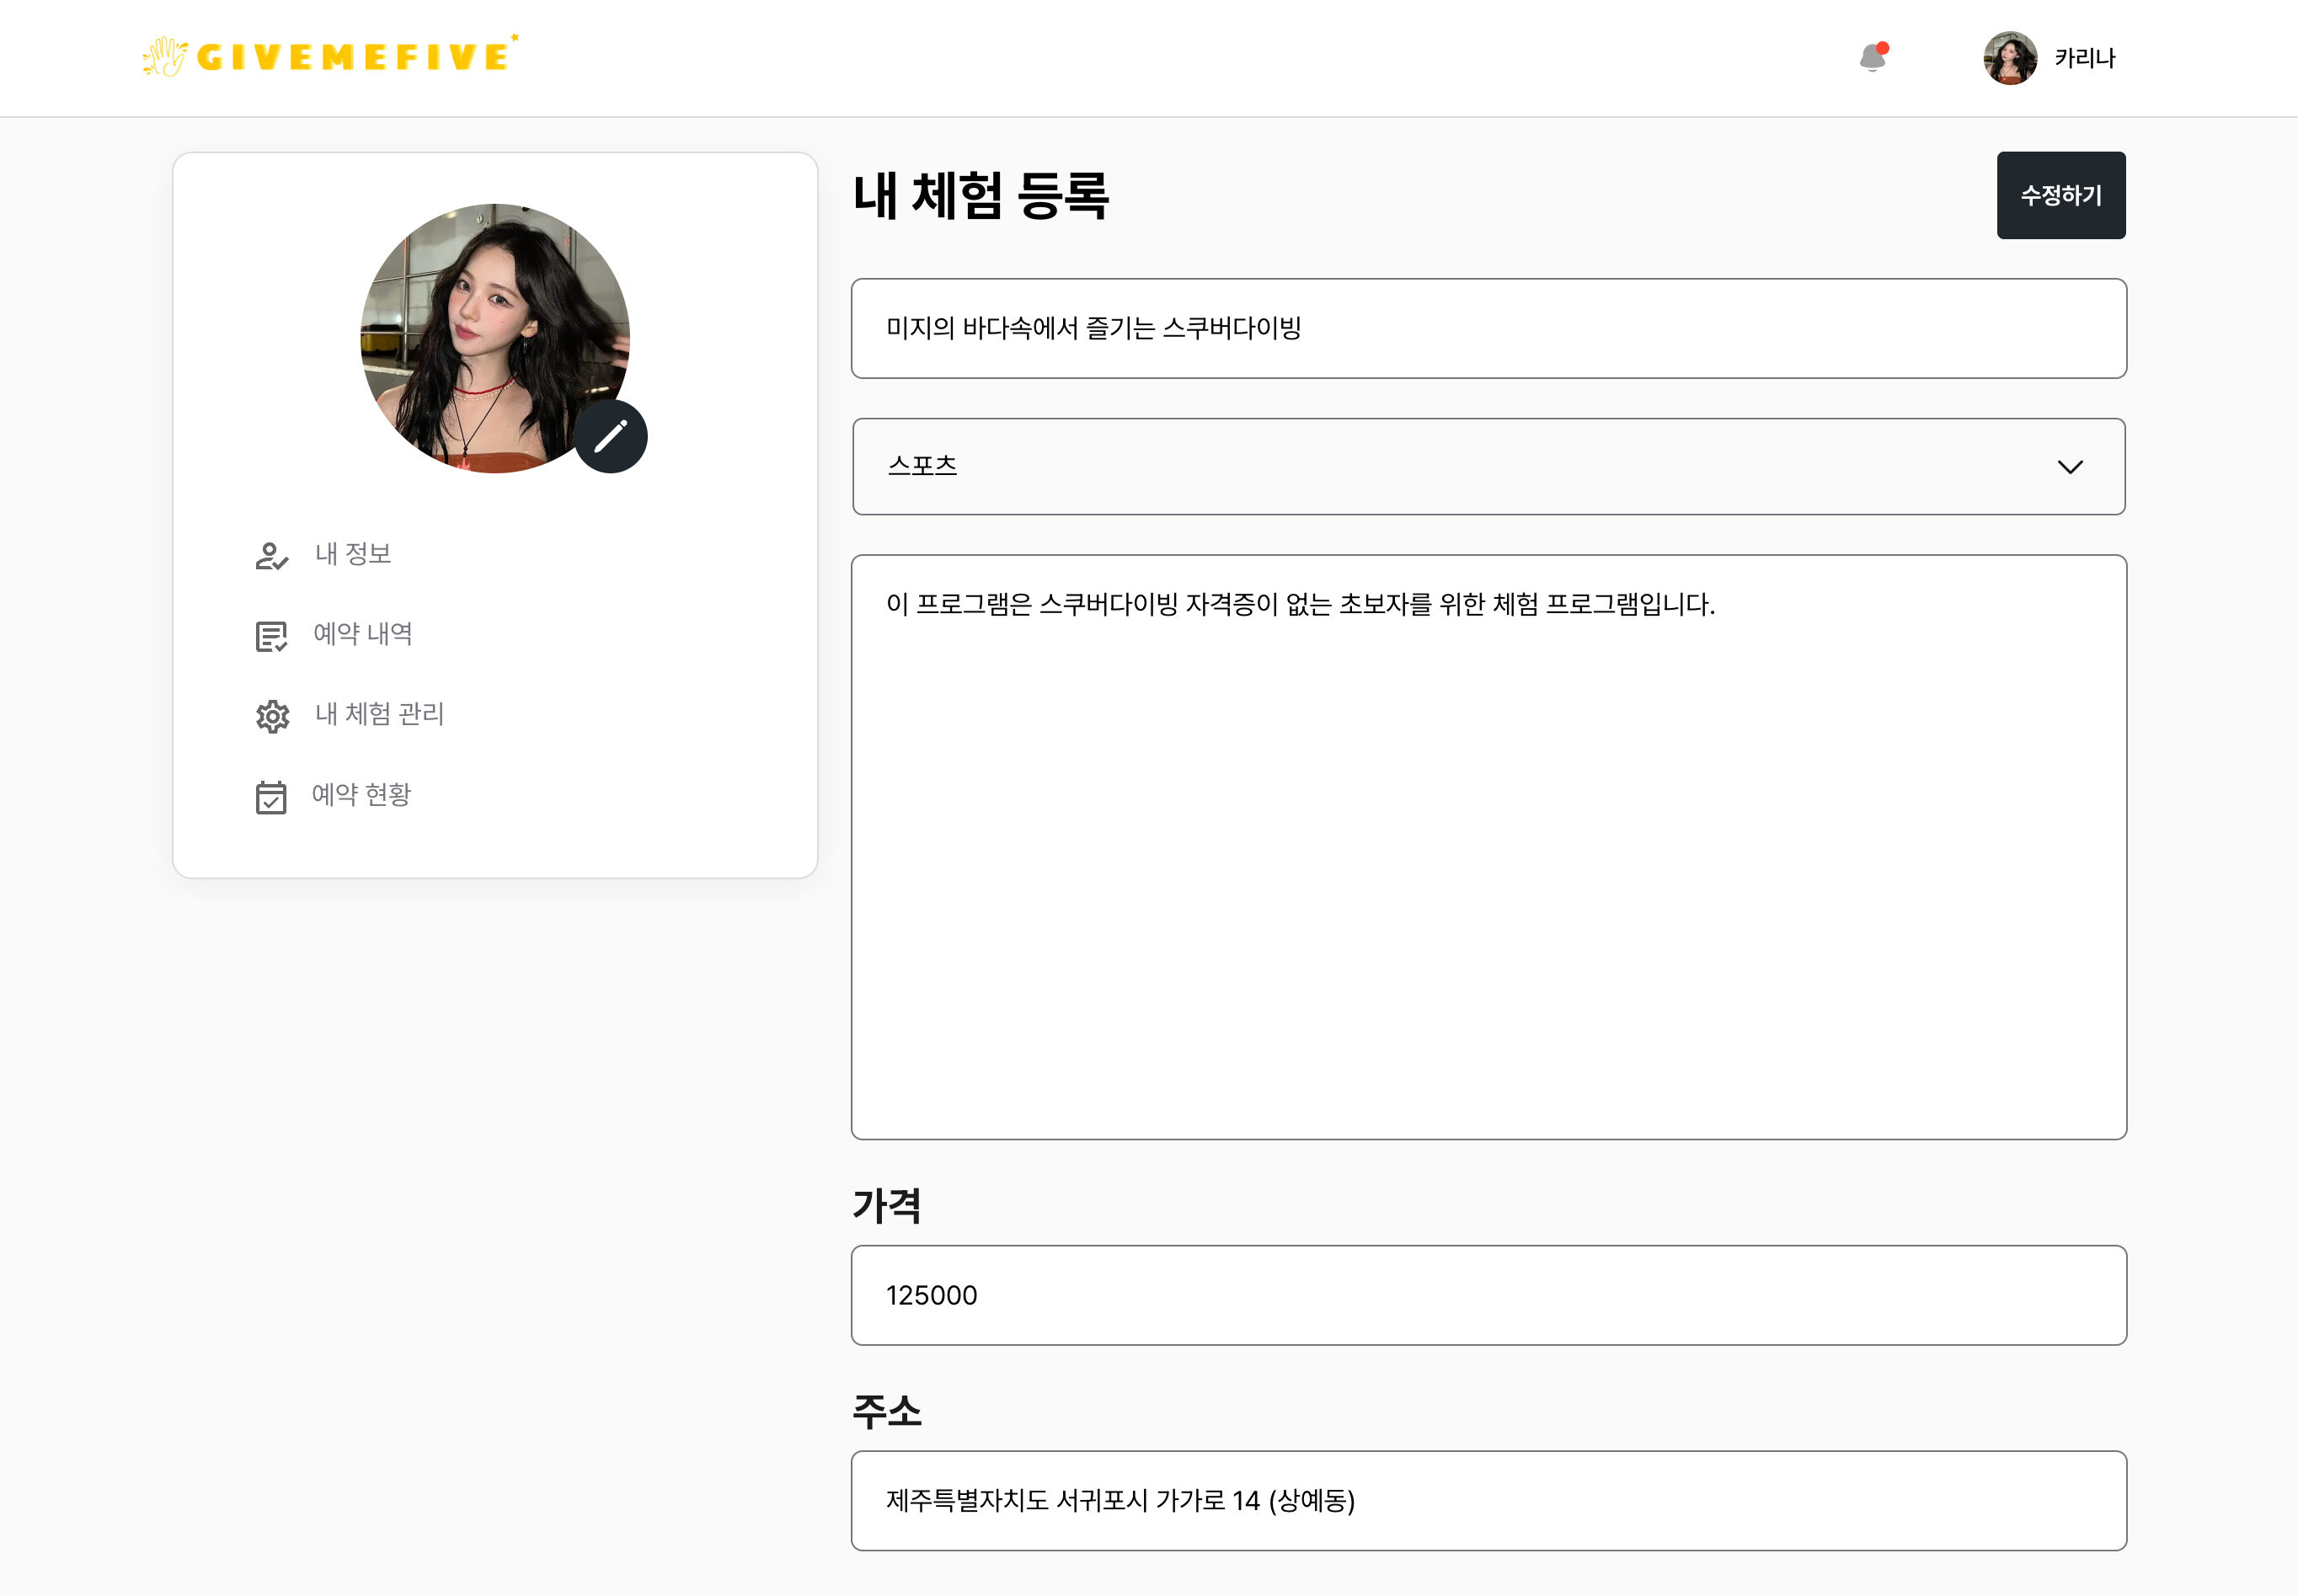 GIVEMEFIVE
카리나
내 정보
예약 내역
내 체험 관리
예약 현황
내 체험 등록
수정하기
미지의 바다속에서 즐기는 스쿠버다이빙
스포츠
이 프로그램은 스쿠버다이빙 자격증이 없는 초보자를 위한 체험 프로그램입니다.
가격
125000
주소
제주특별자치도 서귀포시 가가로 14 (상예동)